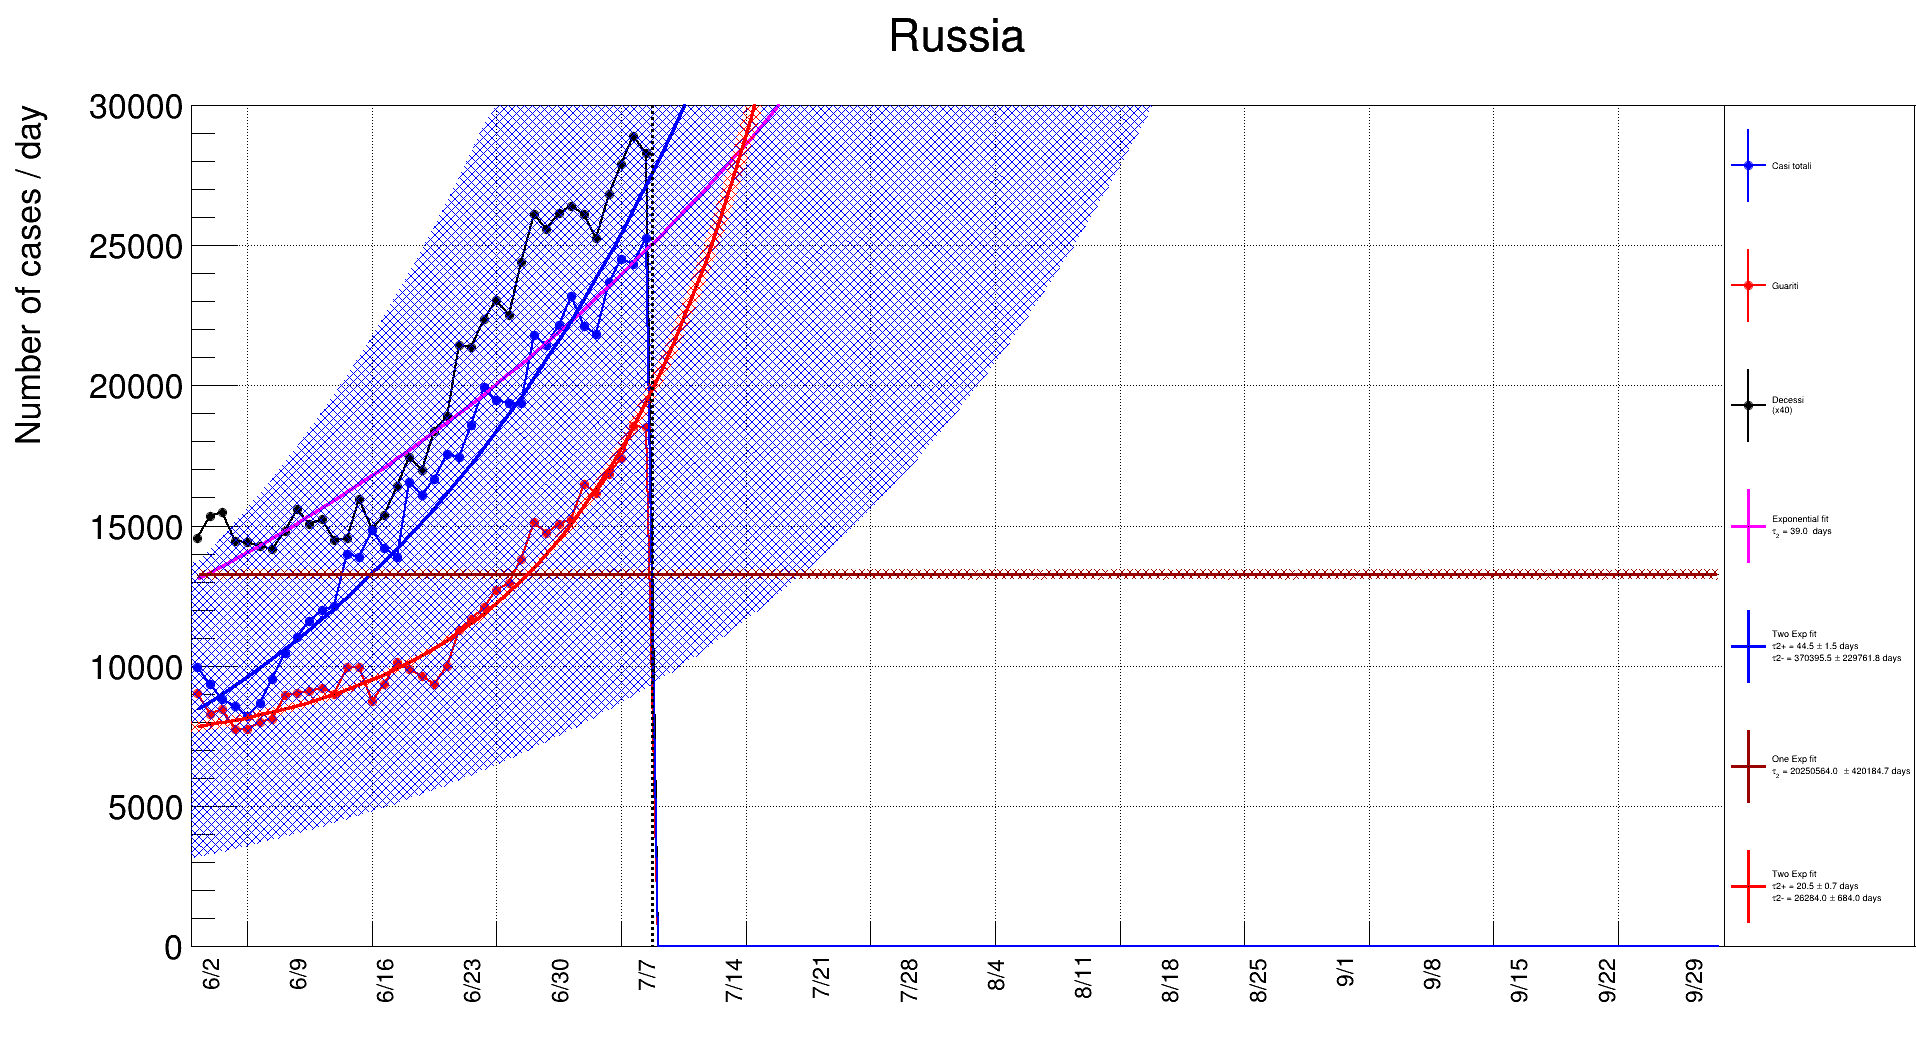 Russia
Number of cases / day
30000
25000
20000
15000
10000
5000
0
6/2 6/9 6/16 6/23 6/30 7/7 7/14 7/21 7/28 8/4 8/11 8/18 8/25 9/1 9/8 9/15 9/22 9/29
Casi totali
Guariti
Decessi
(x40)
Exponential fit
τ2 = 39.0 days
Two Exp fit
τ2+ = 44.5 ± 1.5 days
τ2- = 370395.5 ± 229761.8 days
One Exp fit
τ2 = 20250564.0 ± 420184.7 days
Two Exp fit
τ2+ = 20.5 ± 0.7 days
τ2- = 26284.0 ± 684.0 days